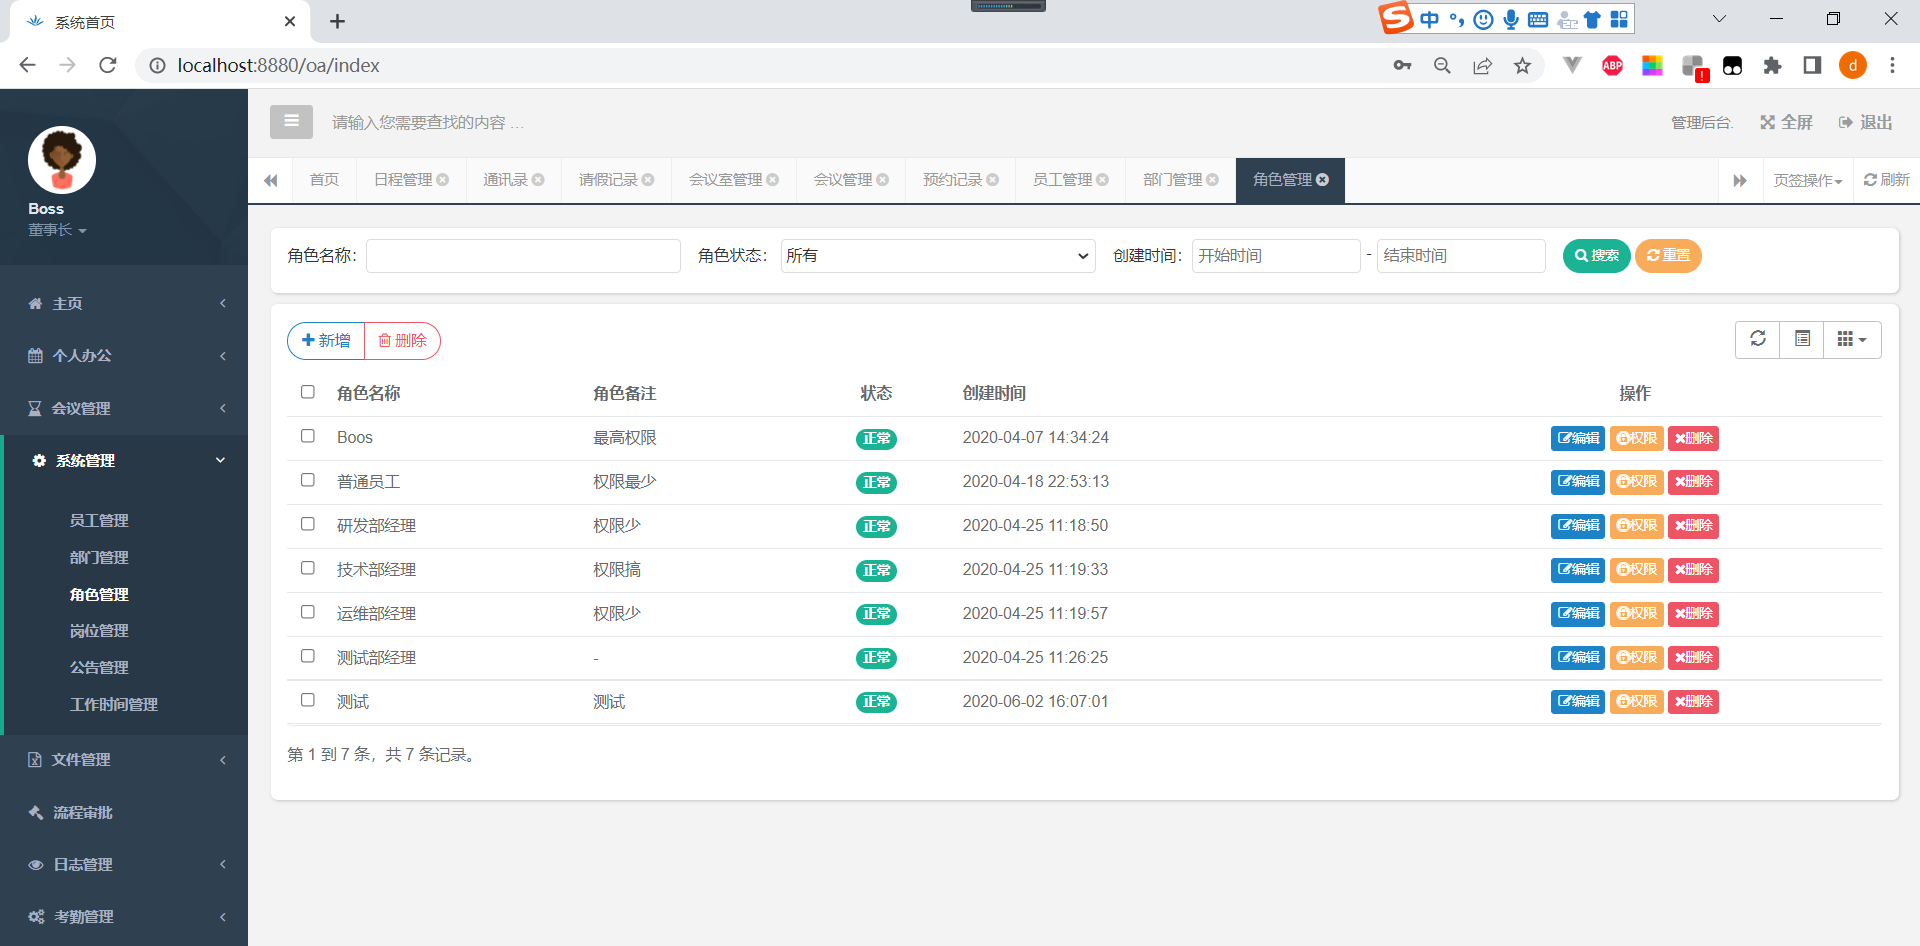 系统首页
中
localhost:8880/oa/index
ABP
d
Boss
董事长
请输入您需要查找的内容 …
管理后台.
全屏
退出
首页
日程管理
通讯录
请假记录
会议室管理
会议管理
预约记录
员工管理
部门管理
角色管理
页签操作
刷新
主页
个人办公
会议管理
系统管理
员工管理
部门管理
角色管理
岗位管理
公告管理
工作时间管理
文件管理
流程审批
日志管理
考勤管理
角色名称：
角色状态： 所有
创建时间： 开始时间 - 结束时间
搜索
重置
新增
删除
角色名称 角色备注 状态 创建时间 操作
Boos 最高权限 正常 2020-04-07 14:34:24 编辑 权限 删除
普通员工 权限最少 正常 2020-04-18 22:53:13 编辑 权限 删除
研发部经理 权限少 正常 2020-04-25 11:18:50 编辑 权限 删除
技术部经理 权限搞 正常 2020-04-25 11:19:33 编辑 权限 删除
运维部经理 权限少 正常 2020-04-25 11:19:57 编辑 权限 删除
测试部经理 - 正常 2020-04-25 11:26:25 编辑 权限 删除
测试 测试 正常 2020-06-02 16:07:01 编辑 权限 删除
第 1 到 7 条，共 7 条记录。